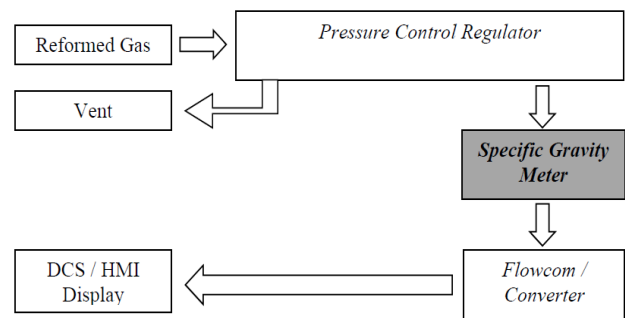 Reformed Gas
Pressure Control Regulator
Vent
Specific Gravity
Meter
DCS / HMI
Display
Flowcom /
Converter